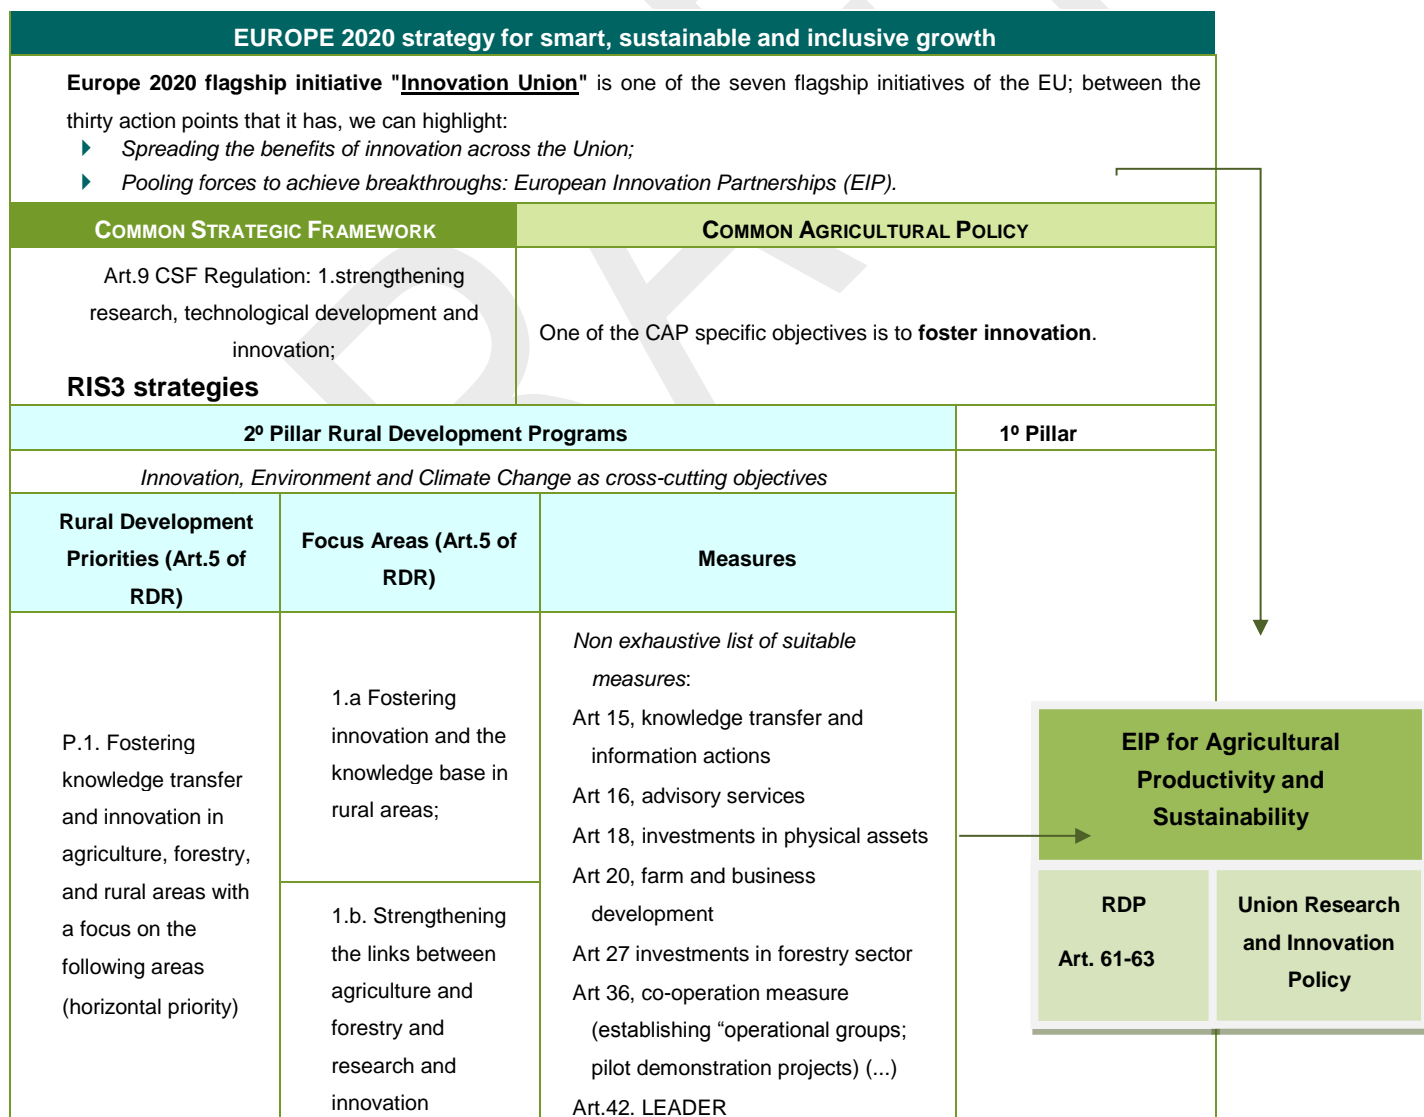 EUROPE 2020 strategy for smart, sustainable and inclusive growth
Europe 2020 flagship initiative "Innovation Union" is one of the seven flagship initiatives of the EU; between the
thirty action points that it has, we can highlight:
Spreading the benefits of innovation across the Union;
Pooling forces to achieve breakthroughs: European Innovation Partnerships (EIP).
COMMON STRATEGIC FRAMEWORK
COMMON AGRICULTURAL POLICY
Art.9 CSF Regulation: 1.strengthening
research, technological development and
innovation;
RIS3 strategies
One of the CAP specific objectives is to foster innovation.
2º Pillar Rural Development Programs
1º Pillar
Innovation, Environment and Climate Change as cross-cutting objectives
Rural Development
Priorities (Art.5 of
RDR)
Focus Areas (Art.5 of
RDR)
Measures
P.1. Fostering
knowledge transfer
and innovation in
agriculture, forestry,
and rural areas with
a focus on the
following areas
(horizontal priority)
1.a Fostering
innovation and the
knowledge base in
rural areas;
1.b. Strengthening
the links between
agriculture and
forestry and
research and
innovation
Non exhaustive list of suitable
measures:
Art 15, knowledge transfer and
information actions
Art 16, advisory services
Art 18, investments in physical assets
Art 20, farm and business
development
Art 27 investments in forestry sector
Art 36, co-operation measure
(establishing “operational groups;
pilot demonstration projects) (...)
Art.42. LEADER
EIP for Agricultural
Productivity and
Sustainability
RDP
Art. 61-63
Union Research
and Innovation
Policy